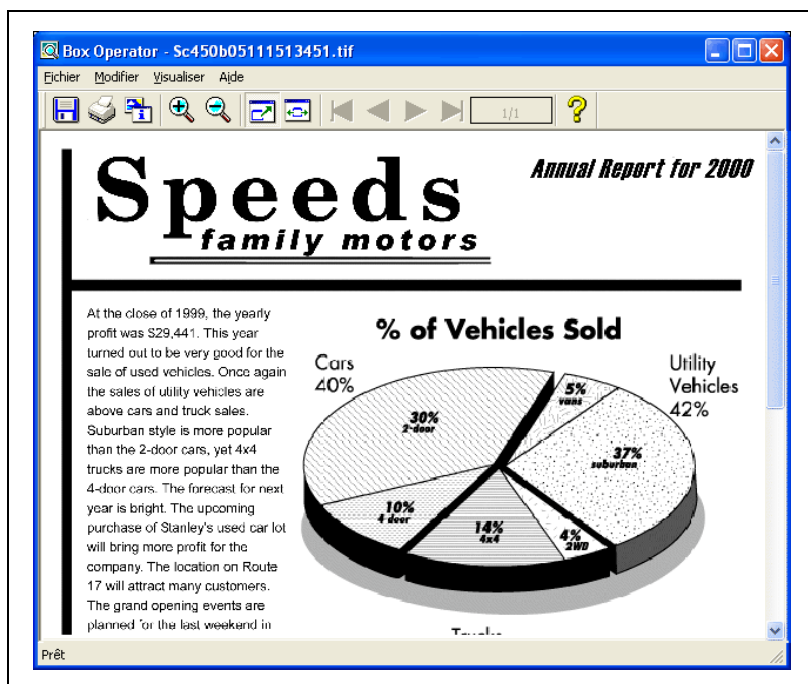 Box Operator - Sc450b05111513451.tif
Fichier Modifier Visualiser Aide
1/1
Annual Report for 2000
Speeds
family motors
At the close of 1999, the yearly
profit was $29,441. This year
turned out to be very good for the
sale of used vehicles. Once again
the sales of utility vehicles are
above cars and truck sales.
Suburban style is more popular
than the 2-door cars, yet 4x4
trucks are more popular than the
4-door cars. The forecast for next
year is bright. The upcoming
purchase of Stanley's used car lot
will bring more profit for the
company. The location on Route
17 will attract many customers.
The grand opening events are
planned for the last weekend in
% of Vehicles Sold
Cars
40%
Utility
Vehicles
42%
5%
vans
30%
2-door
37%
suburban
10%
4 door
14%
4x4
4%
2WD
Trucks
Prêt